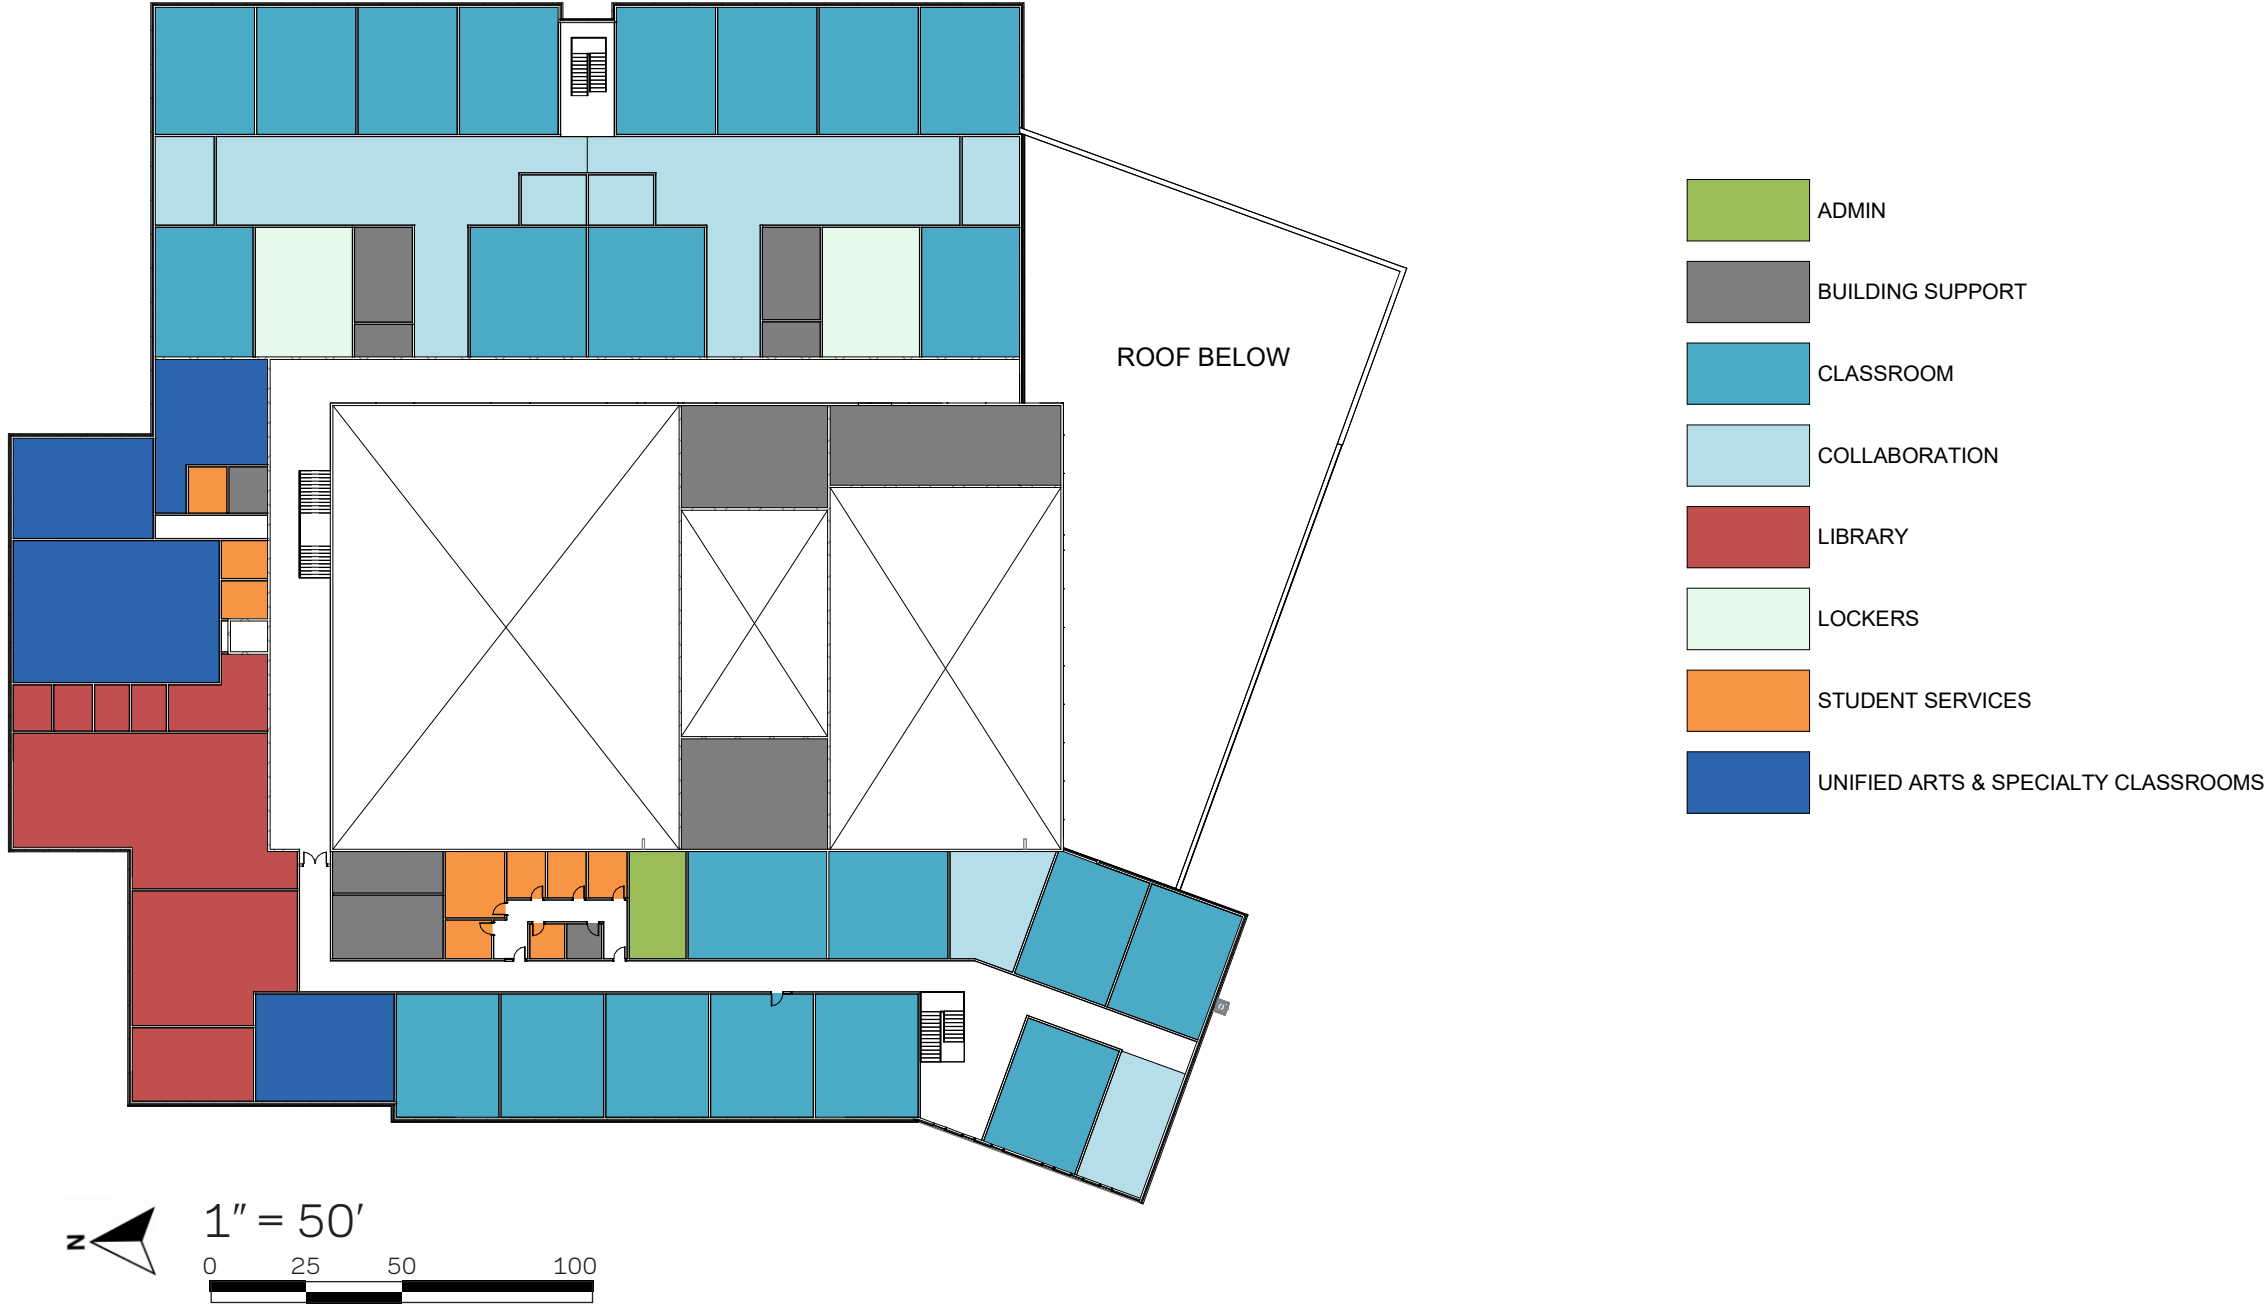 ROOF BELOW
ADMIN
BUILDING SUPPORT
CLASSROOM
COLLABORATION
LIBRARY
LOCKERS
STUDENT SERVICES
UNIFIED ARTS & SPECIALTY CLASSROOMS
N
1" = 50'
0 25 50 100